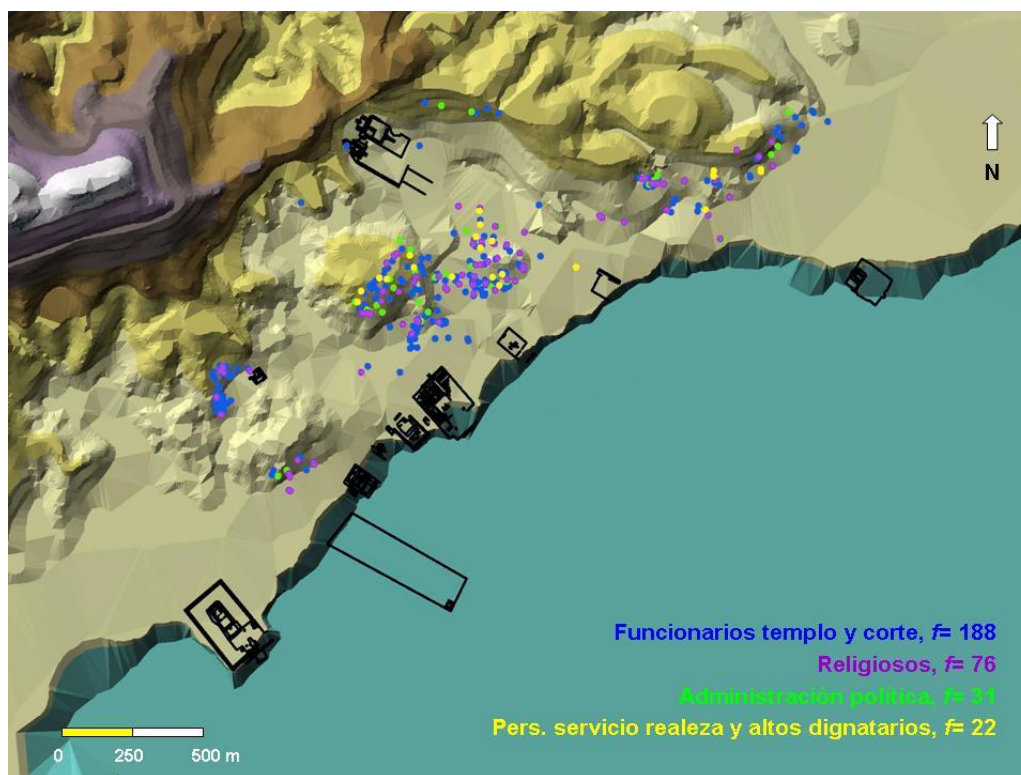 N
Funcionarios templo y corte, f= 188
Religiosos, f= 76
Administración política, f= 31
Pers. servicio realeza y altos dignatarios, f= 22
0 250 500 m